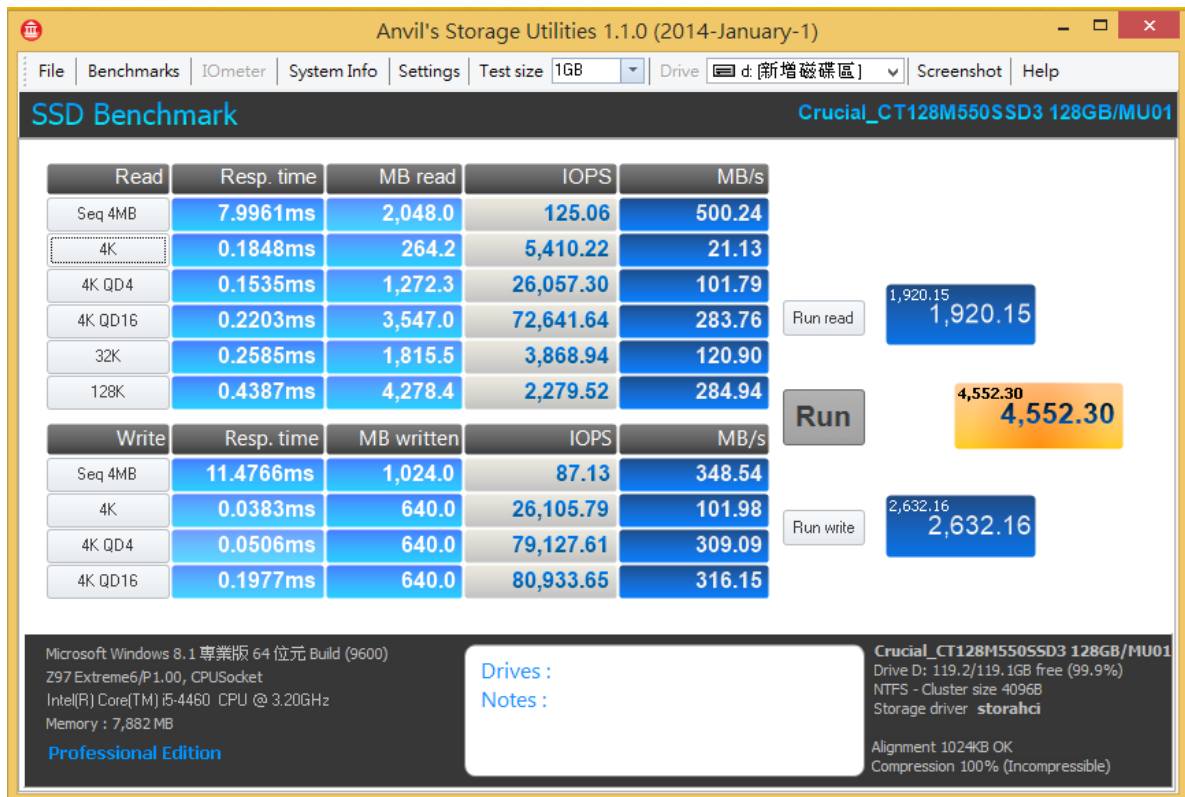 Anvil's Storage Utilities 1.1.0 (2014-January-1)
File Benchmarks IOmeter System Info Settings Test size 1GB Drive d: [新增磁碟區] Screenshot Help
SSD Benchmark Crucial_CT128M550SSD3 128GB/MU01
Read Resp. time MB read IOPS MB/s
Seq 4MB 7.9961ms 2,048.0 125.06 500.24
4K 0.1848ms 264.2 5,410.22 21.13
4K QD4 0.1535ms 1,272.3 26,057.30 101.79
4K QD16 0.2203ms 3,547.0 72,641.64 283.76
32K 0.2585ms 1,815.5 3,868.94 120.90
128K 0.4387ms 4,278.4 2,279.52 284.94
Run read 1,920.15
1,920.15
Run 4,552.30
4,552.30
Write Resp. time MB written IOPS MB/s
Seq 4MB 11.4766ms 1,024.0 87.13 348.54
4K 0.0383ms 640.0 26,105.79 101.98
4K QD4 0.0506ms 640.0 79,127.61 309.09
4K QD16 0.1977ms 640.0 80,933.65 316.15
Run write 2,632.16
2,632.16
Microsoft Windows 8.1 專業版 64 位元 Build (9600)
Z97 Extreme6/P1.00, CPUSocket
Intel(R) Core(TM) i5-4460 CPU @ 3.20GHz
Memory : 7,882 MB
Professional Edition
Drives :
Notes :
Crucial_CT128M550SSD3 128GB/MU01
Drive D: 119.2/119.1GB free (99.9%)
NTFS - Cluster size 4096B
Storage driver storahci
Alignment 1024KB OK
Compression 100% (Incompressible)